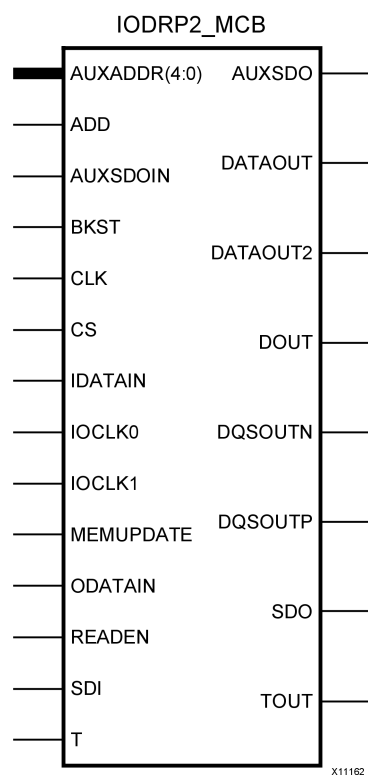 IODRP2_MCB
AUXADDR(4:0) AUXSDO
ADD
DATAOUT
AUXSDOIN
BKST
DATAOUT2
CLK
CS
DOUT
IDATAIN
IOCLK0 DQSOUTN
IOCLK1
DQSOUTP
MEMUPDATE
ODATAIN
SDO
READEN
SDI
TOUT
T
X11162